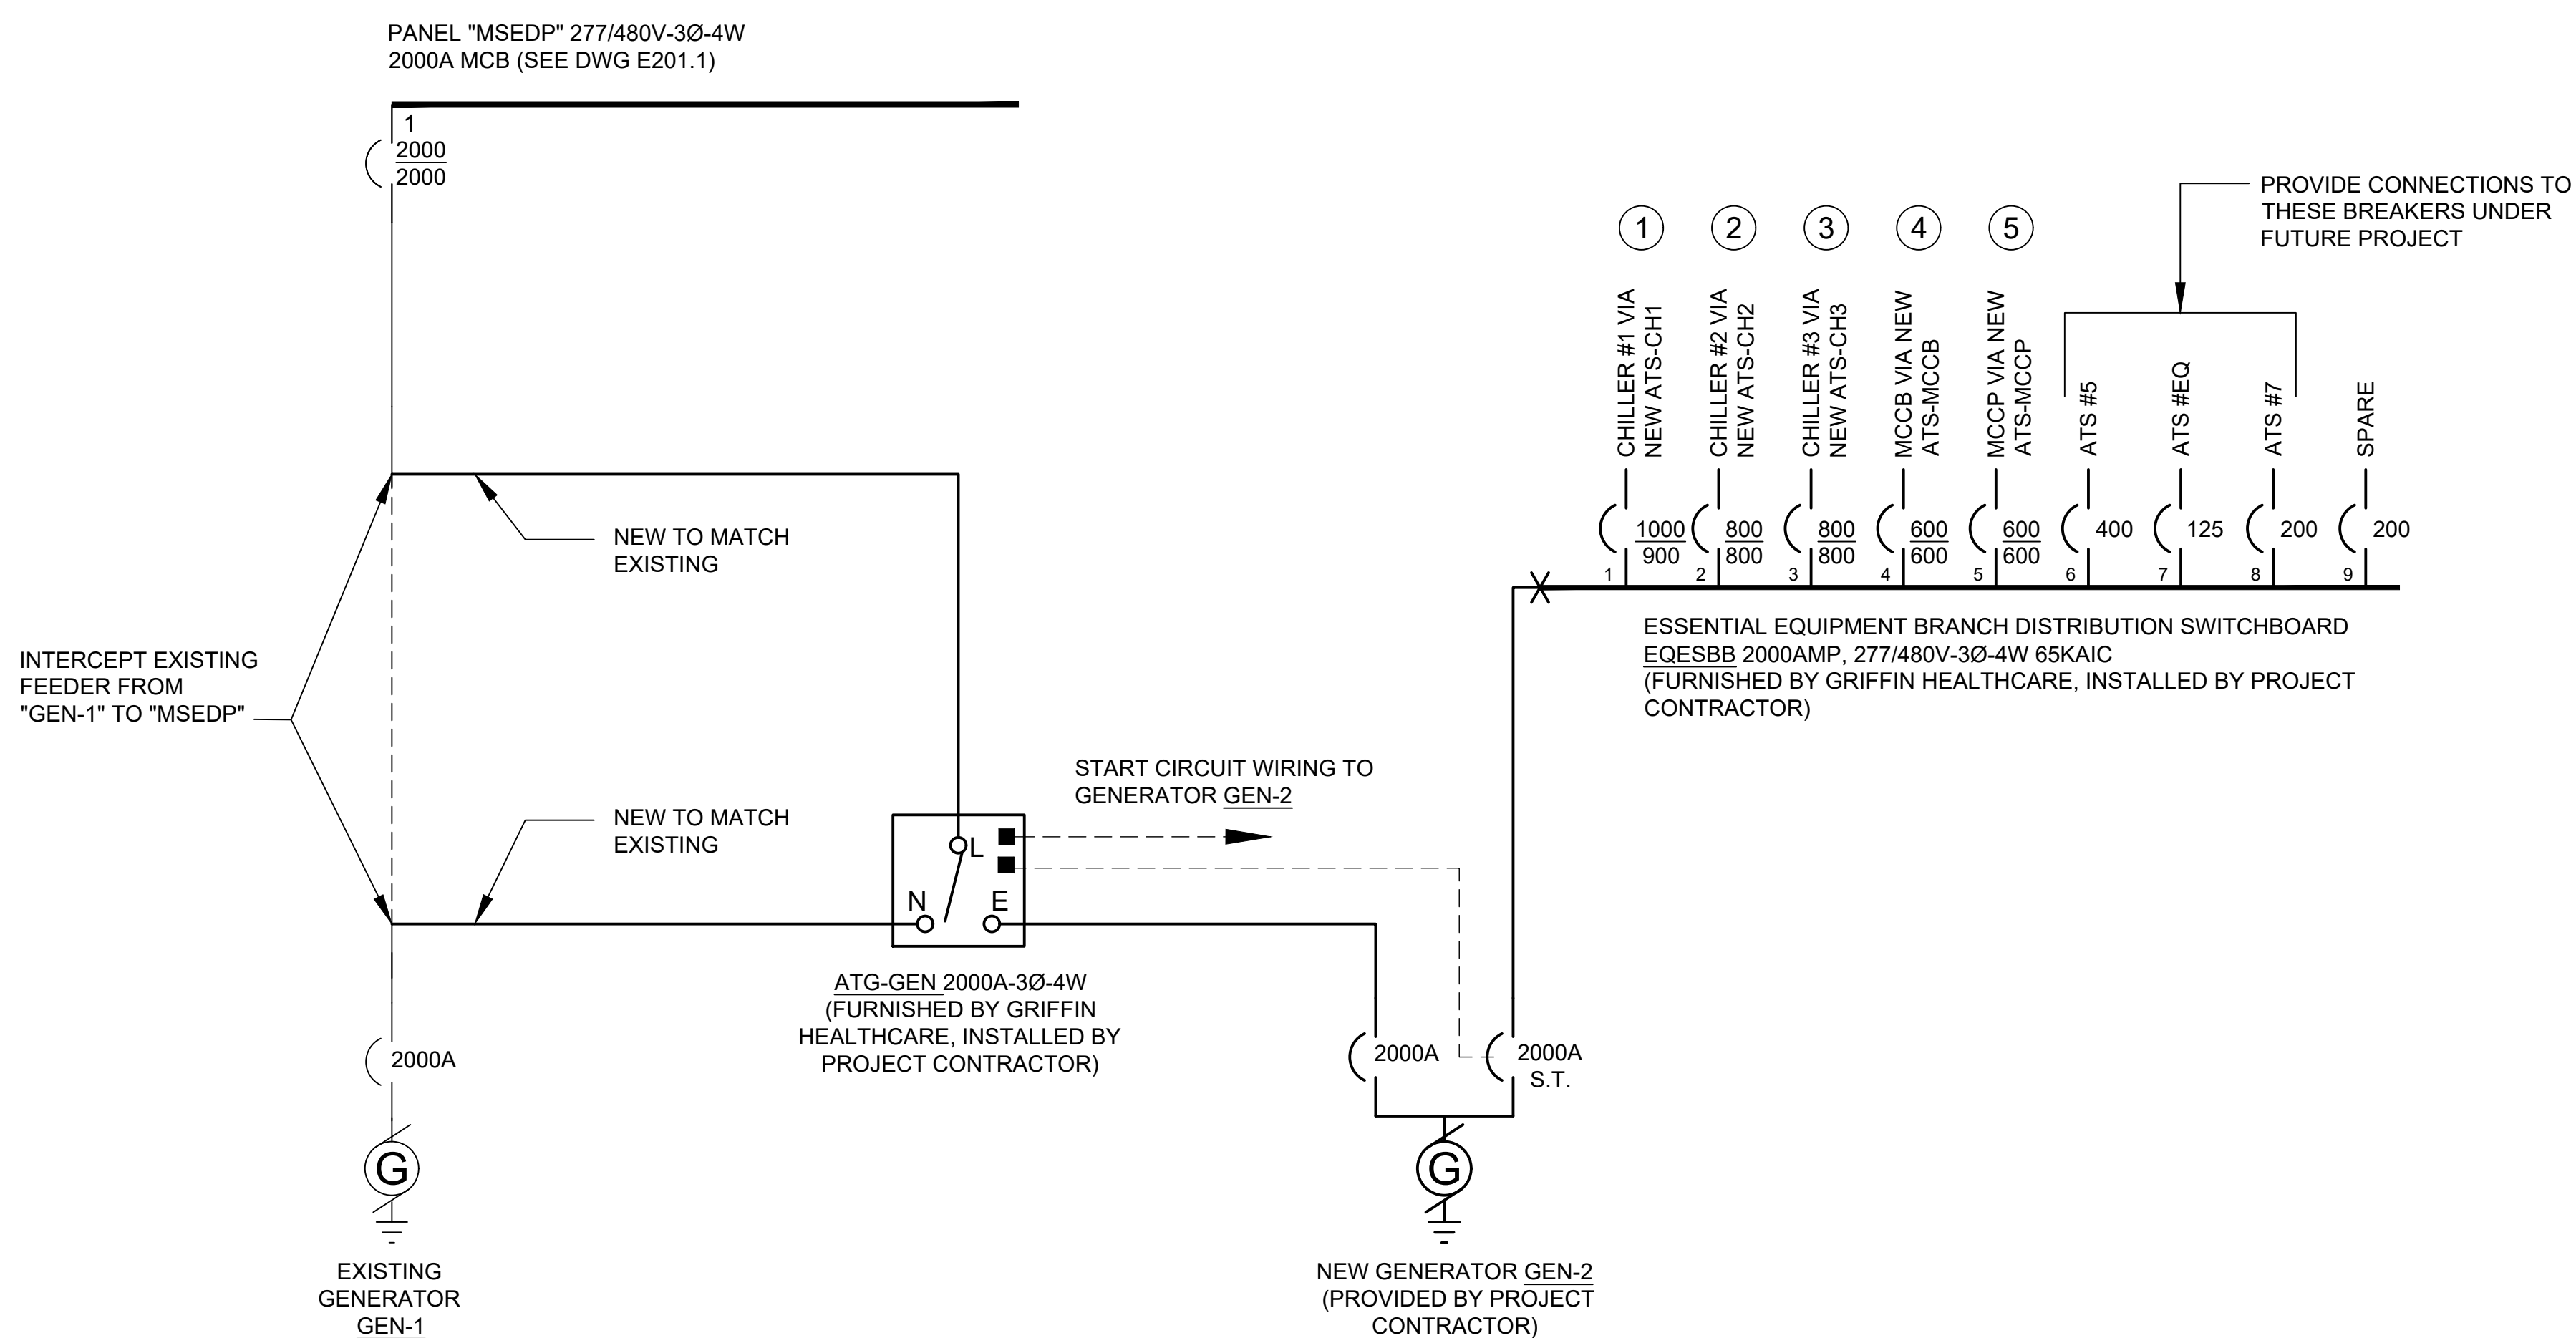 PANEL "MSEDP" 277/480V-3Ø-4W
2000A MCB (SEE DWG E201.1)
1
2000
2000
NEW TO MATCH
EXISTING
INTERCEPT EXISTING
FEEDER FROM
"GEN-1" TO "MSEDP"
NEW TO MATCH
EXISTING
START CIRCUIT WIRING TO
GENERATOR GEN-2
L
N
E
ATG-GEN 2000A-3Ø-4W
(FURNISHED BY GRIFFIN
HEALTHCARE, INSTALLED BY
PROJECT CONTRACTOR)
2000A
G
EXISTING
GENERATOR
GEN-1
2000A
2000A
S.T.
G
NEW GENERATOR GEN-2
(PROVIDED BY PROJECT
CONTRACTOR)
PROVIDE CONNECTIONS TO
THESE BREAKERS UNDER
FUTURE PROJECT
1
2
3
4
5
CHILLER #1 VIA
NEW ATS-CH1
CHILLER #2 VIA
NEW ATS-CH2
CHILLER #3 VIA
NEW ATS-CH3
MCCB VIA NEW
ATS-MCCB
MCCP VIA NEW
ATS-MCCP
ATS #5
ATS #EQ
ATS #7
SPARE
1000
900
800
800
800
800
600
600
600
600
400
125
200
200
1
2
3
4
5
6
7
8
9
ESSENTIAL EQUIPMENT BRANCH DISTRIBUTION SWITCHBOARD
EQESBB 2000AMP, 277/480V-3Ø-4W 65KAIC
(FURNISHED BY GRIFFIN HEALTHCARE, INSTALLED BY PROJECT
CONTRACTOR)